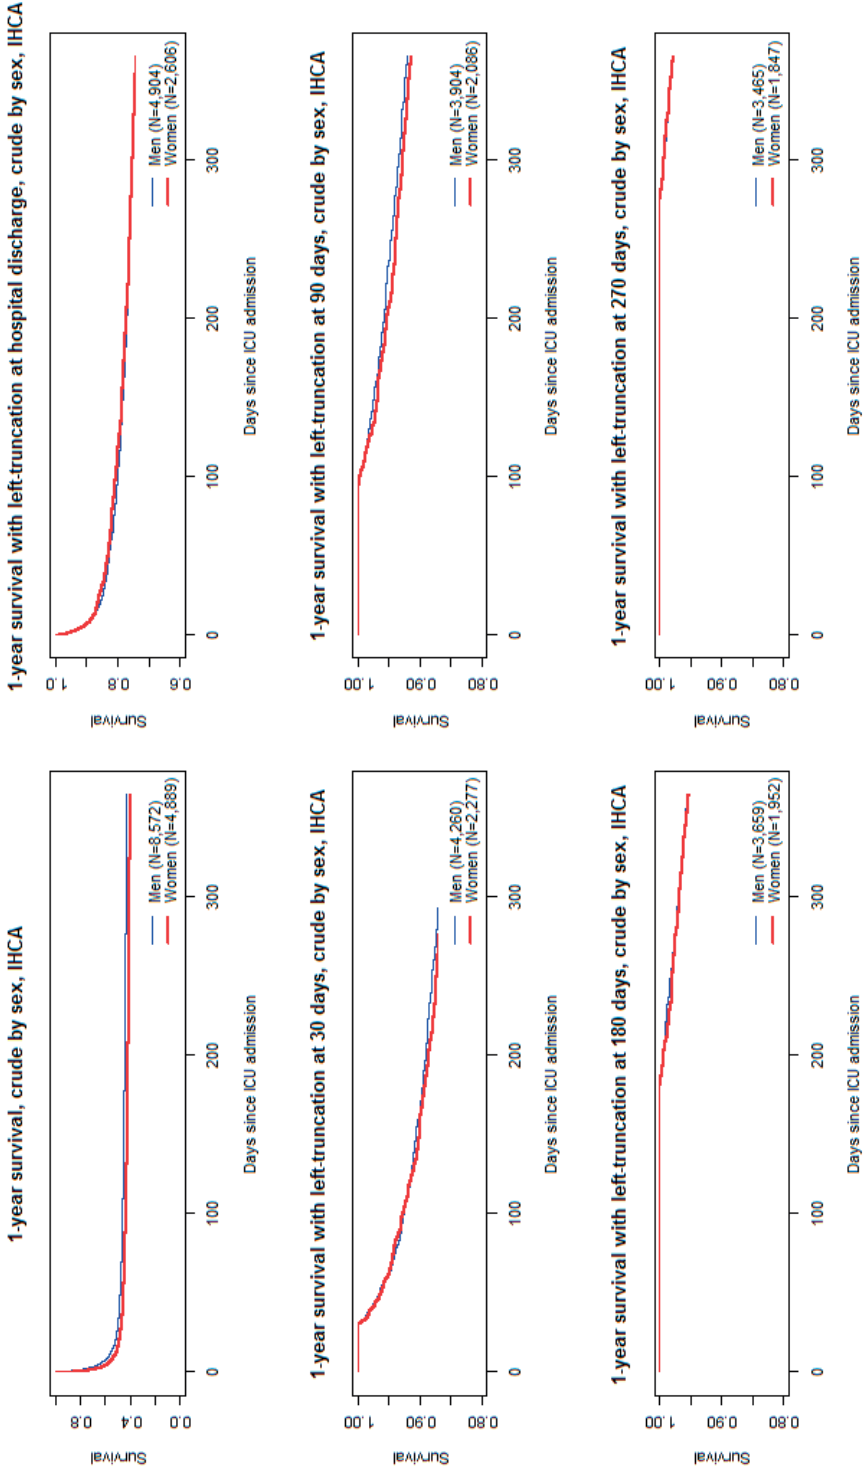 1-year survival, crude by sex, IHCA
Survival
0.8
0.4
0.0
Men (N=8,572)
Women (N=4,889)
0
100
200
300
Days since ICU admission
1-year survival with left-truncation at hospital discharge, crude by sex, IHCA
Survival
1.0
0.8
0.6
Men (N=4,904)
Women (N=2,606)
0
100
200
300
Days since ICU admission
1-year survival with left-truncation at 30 days, crude by sex, IHCA
Survival
1.00
0.90
0.80
Men (N=4,260)
Women (N=2,277)
0
100
200
300
Days since ICU admission
1-year survival with left-truncation at 90 days, crude by sex, IHCA
Survival
1.00
0.90
0.80
Men (N=3,904)
Women (N=2,086)
0
100
200
300
Days since ICU admission
1-year survival with left-truncation at 180 days, crude by sex, IHCA
Survival
1.00
0.90
0.80
Men (N=3,659)
Women (N=1,952)
0
100
200
300
Days since ICU admission
1-year survival with left-truncation at 270 days, crude by sex, IHCA
Survival
1.00
0.90
0.80
Men (N=3,465)
Women (N=1,847)
0
100
200
300
Days since ICU admission